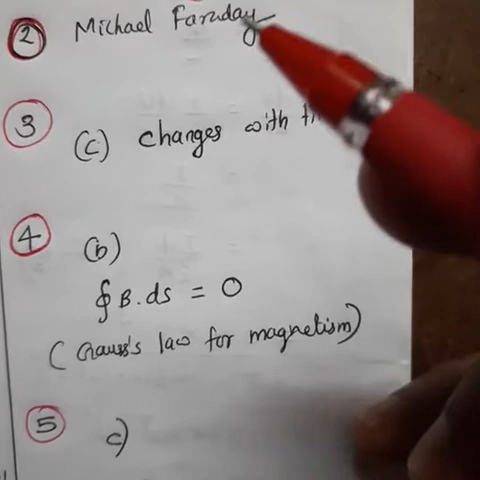 2 Michael Faraday
3 (c) changes with
4 (b)
∮ B.ds = 0
(Gauss's law for magnetism)
5 c)